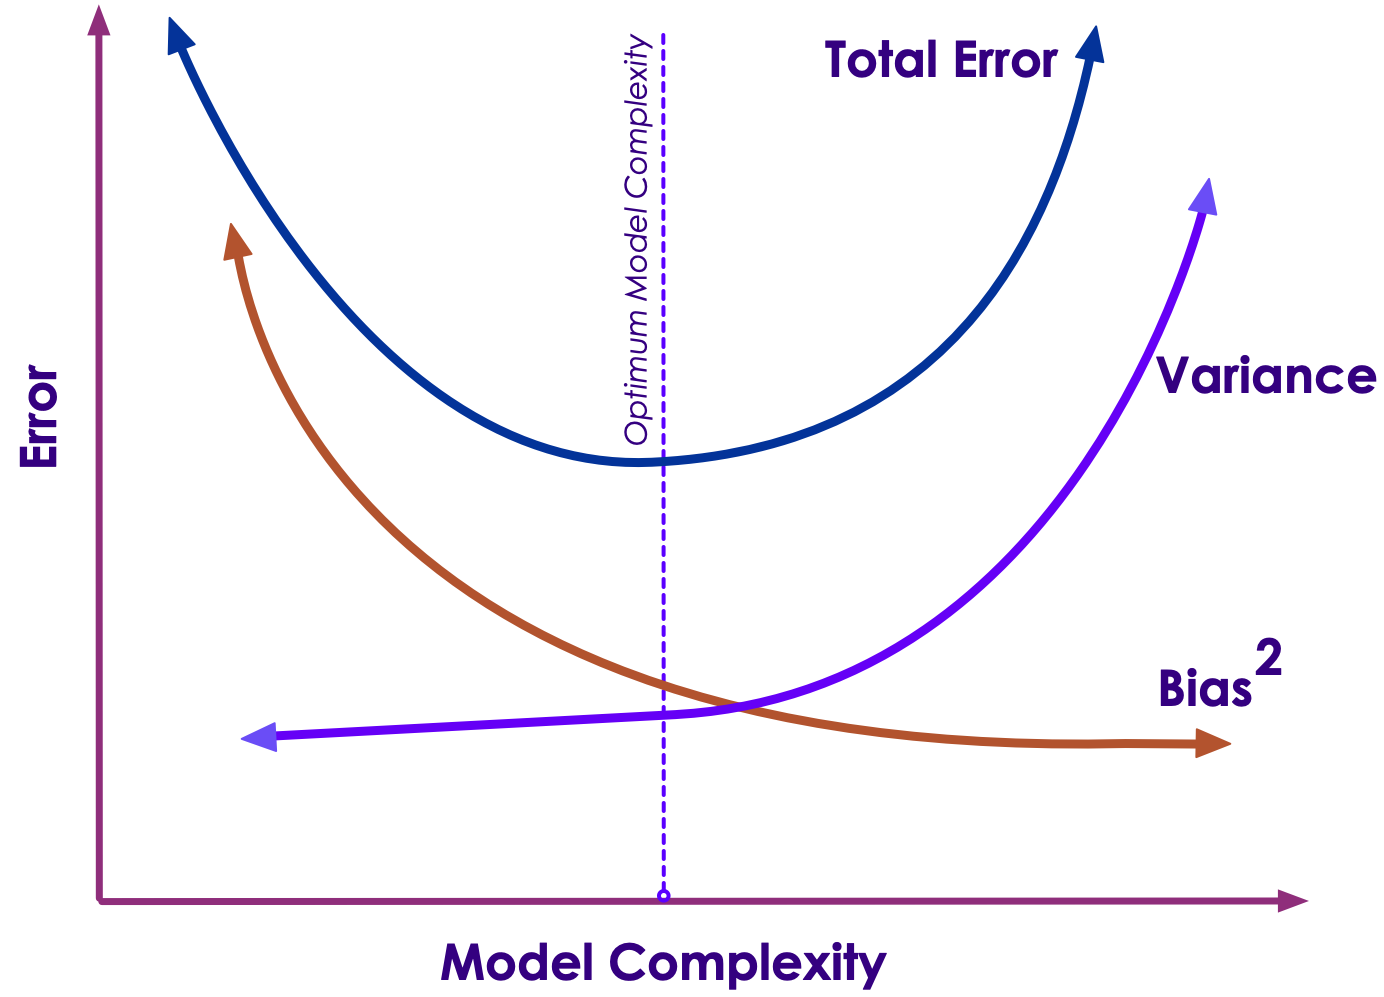 Total Error
Optimum Model Complexity
Variance
Error
Bias²
Model Complexity